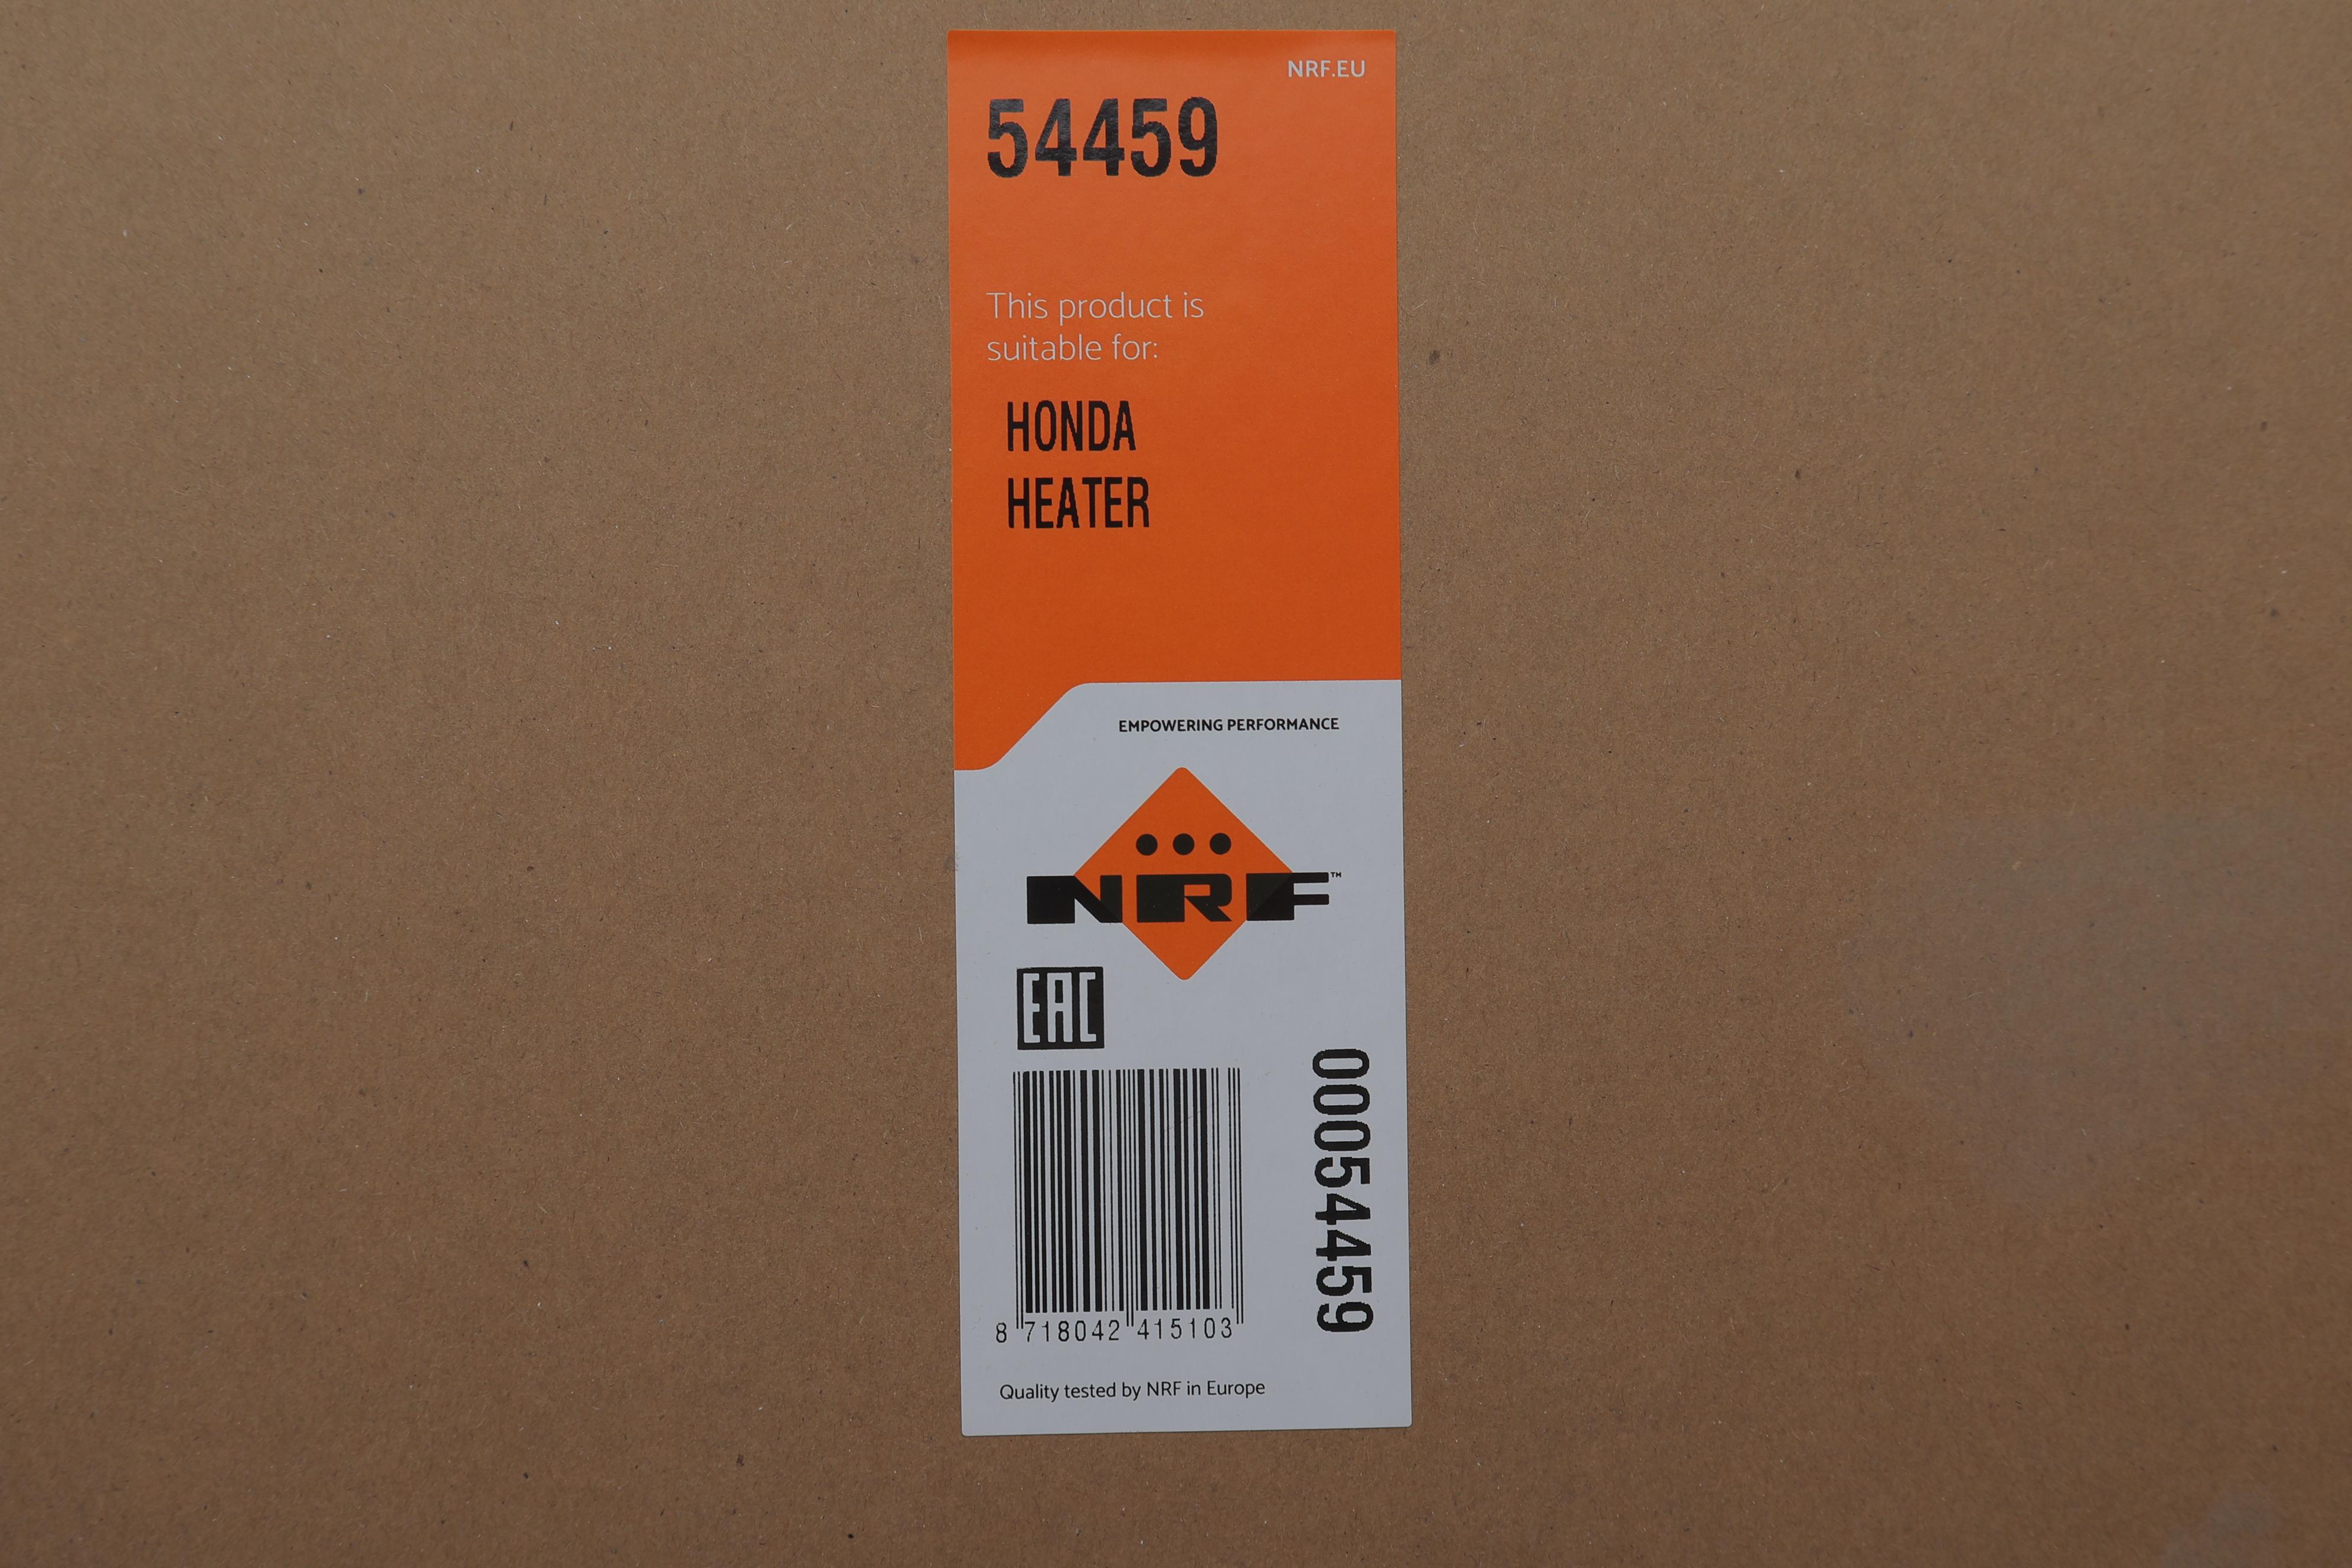 NRF.EU
54459
This product is
suitable for:
HONDA
HEATER
EMPOWERING PERFORMANCE
NRF™
EAC
00054459
8 718042 415103
Quality tested by NRF in Europe